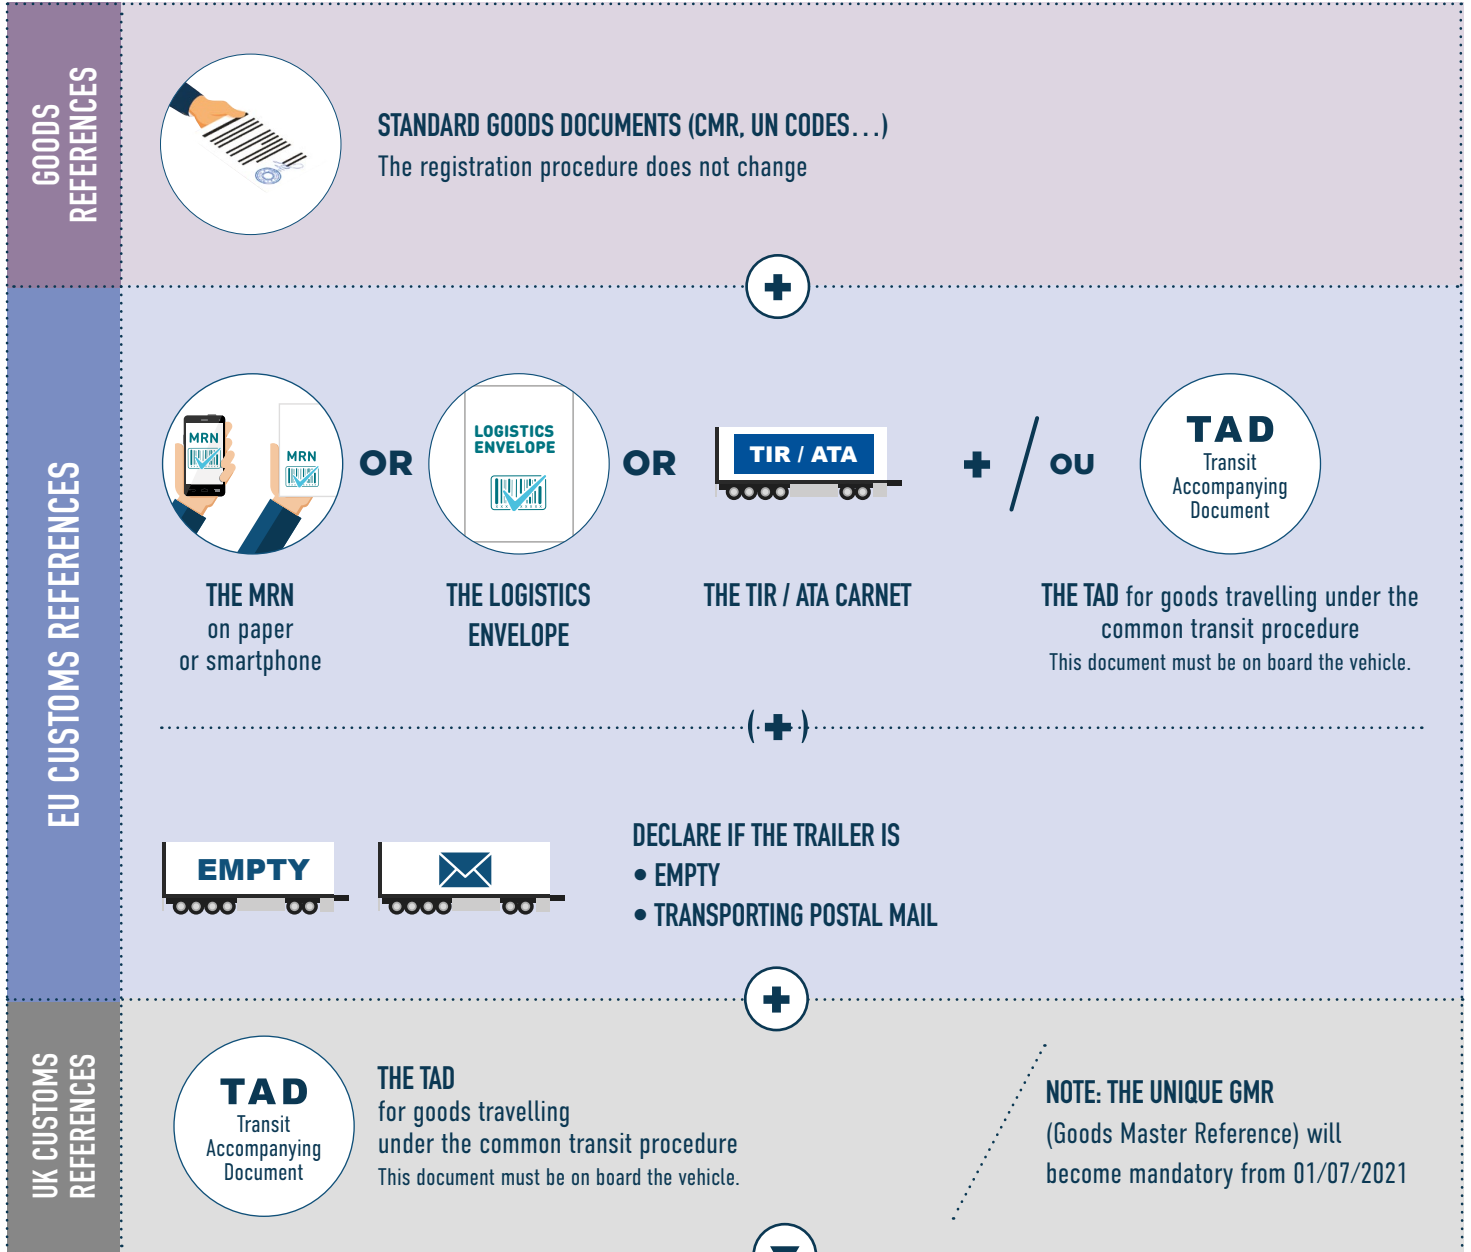 GOODS
REFERENCES
STANDARD GOODS DOCUMENTS (CMR, UN CODES...)
The registration procedure does not change
EU CUSTOMS REFERENCES
MRN
MRN
OR
LOGISTICS
ENVELOPE
OR
TIR / ATA
+ / OU
TAD
Transit
Accompanying
Document
THE MRN
on paper
or smartphone
THE LOGISTICS
ENVELOPE
THE TIR / ATA CARNET
THE TAD for goods travelling under the
common transit procedure
This document must be on board the vehicle.
(+)
EMPTY
DECLARE IF THE TRAILER IS
• EMPTY
• TRANSPORTING POSTAL MAIL
UK CUSTOMS
REFERENCES
TAD
Transit
Accompanying
Document
THE TAD
for goods travelling
under the common transit procedure
This document must be on board the vehicle.
NOTE: THE UNIQUE GMR
(Goods Master Reference) will
become mandatory from 01/07/2021